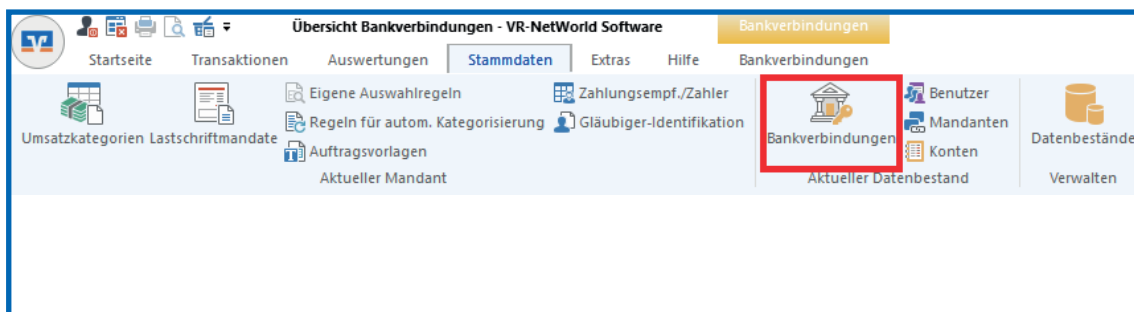 Übersicht Bankverbindungen - VR-NetWorld Software
Bankverbindungen
Startseite Transaktionen Auswertungen Stammdaten Extras Hilfe Bankverbindungen
Umsatzkategorien
Lastschriftmandate
Eigene Auswahlregeln
Regeln für autom. Kategorisierung
Auftragsvorlagen
Zahlungsempf./Zahler
Gläubiger-Identifikation
Aktueller Mandant
Bankverbindungen
Benutzer
Mandanten
Konten
Aktueller Datenbestand
Datenbestände
Verwalten